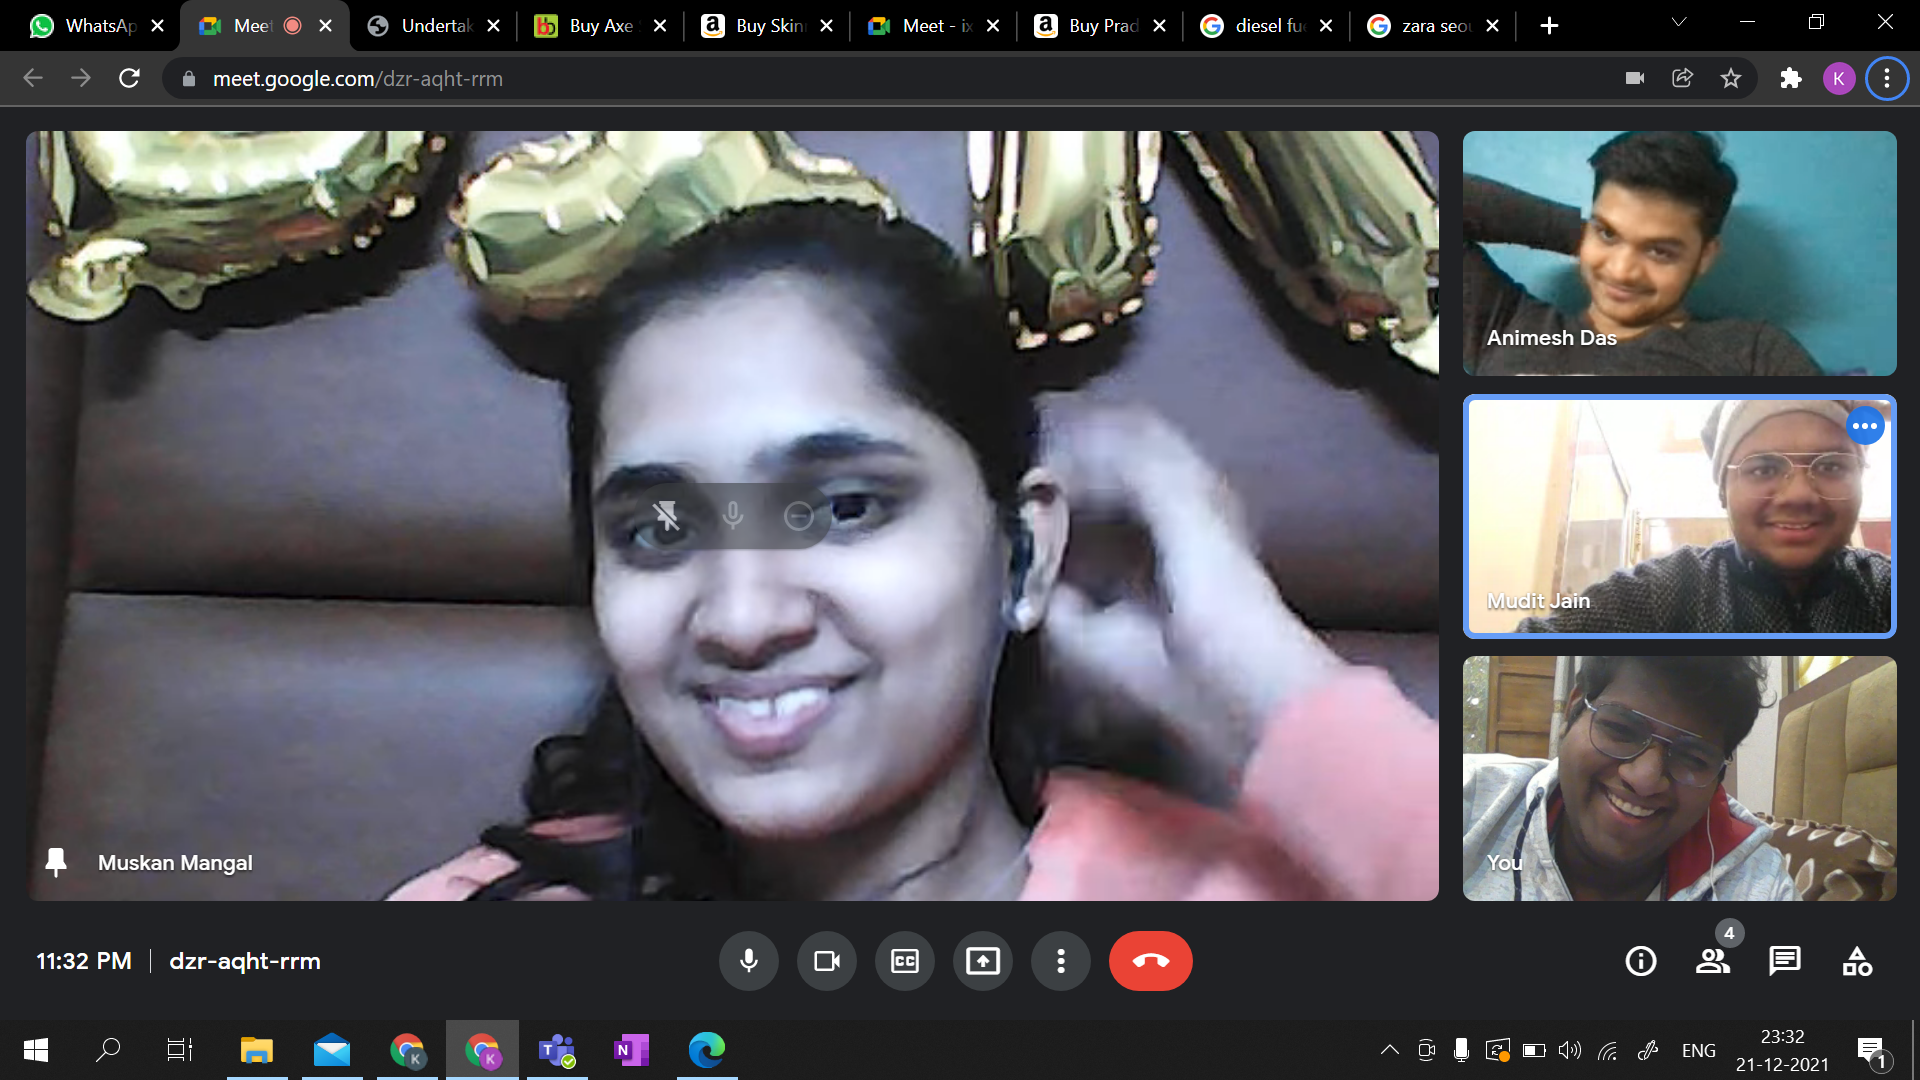 WhatsAp
Meet
Undertak
Buy Axe
Buy Skin
Meet - ix
Buy Prad
diesel fu
zara seou
meet.google.com/dzr-aqht-rrm
K
Animesh Das
Mudit Jain
Muskan Mangal
You
11:32 PM
dzr-aqht-rrm
CC
4
ENG
23:32
21-12-2021
1